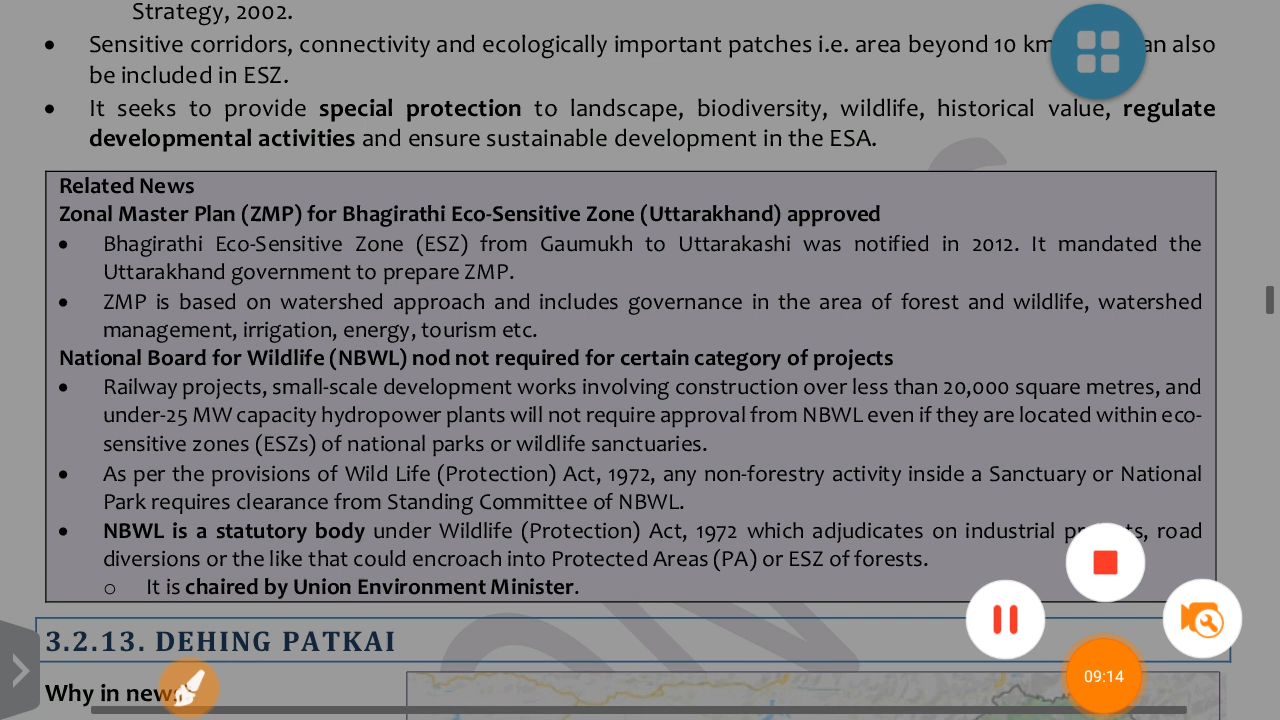 Strategy, 2002.
• Sensitive corridors, connectivity and ecologically important patches i.e. area beyond 10 km an also
be included in ESZ.
• It seeks to provide special protection to landscape, biodiversity, wildlife, historical value, regulate
developmental activities and ensure sustainable development in the ESA.
Related News
Zonal Master Plan (ZMP) for Bhagirathi Eco-Sensitive Zone (Uttarakhand) approved
• Bhagirathi Eco-Sensitive Zone (ESZ) from Gaumukh to Uttarakashi was notified in 2012. It mandated the
Uttarakhand government to prepare ZMP.
• ZMP is based on watershed approach and includes governance in the area of forest and wildlife, watershed
management, irrigation, energy, tourism etc.
National Board for Wildlife (NBWL) nod not required for certain category of projects
• Railway projects, small-scale development works involving construction over less than 20,000 square metres, and
under-25 MW capacity hydropower plants will not require approval from NBWL even if they are located within eco-
sensitive zones (ESZs) of national parks or wildlife sanctuaries.
• As per the provisions of Wild Life (Protection) Act, 1972, any non-forestry activity inside a Sanctuary or National
Park requires clearance from Standing Committee of NBWL.
• NBWL is a statutory body under Wildlife (Protection) Act, 1972 which adjudicates on industrial road
diversions or the like that could encroach into Protected Areas (PA) or ESZ of forests.
o It is chaired by Union Environment Minister.
3.2.13. DEHING PATKAI
Why in news
09:14